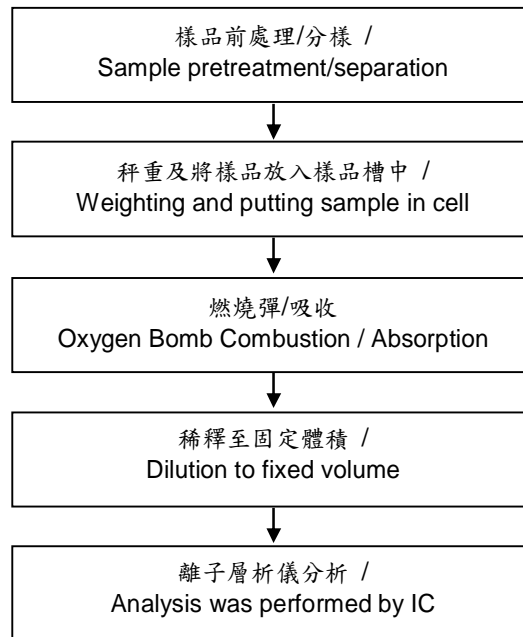 樣品前處理/分樣 /
Sample pretreatment/separation
秤重及將樣品放入樣品槽中 /
Weighting and putting sample in cell
燃燒彈/吸收
Oxygen Bomb Combustion / Absorption
稀釋至固定體積 /
Dilution to fixed volume
離子層析儀分析 /
Analysis was performed by IC